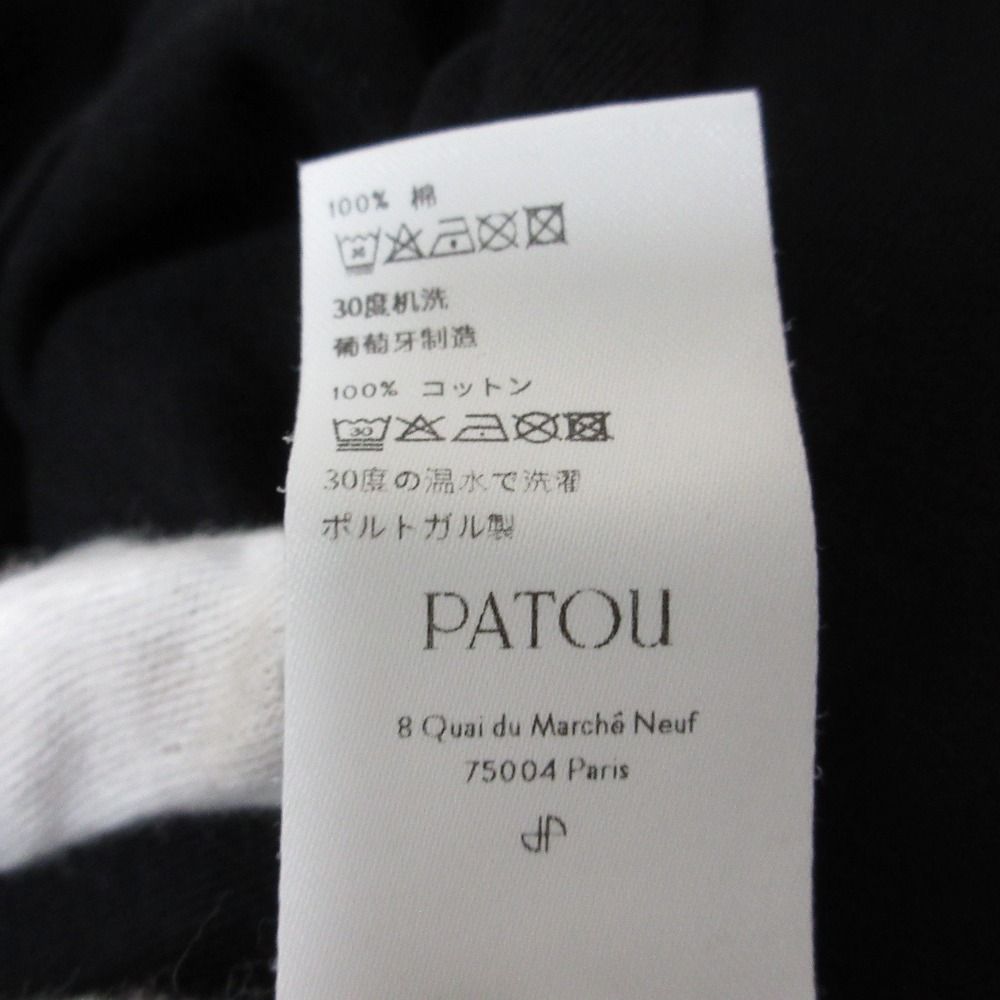 100% 棉
30度机洗
葡萄牙制造
100% コットン
30
30度の温水で洗濯
ポルトガル製
PATOU
8 Quai du Marché Neuf
75004 Paris
JP